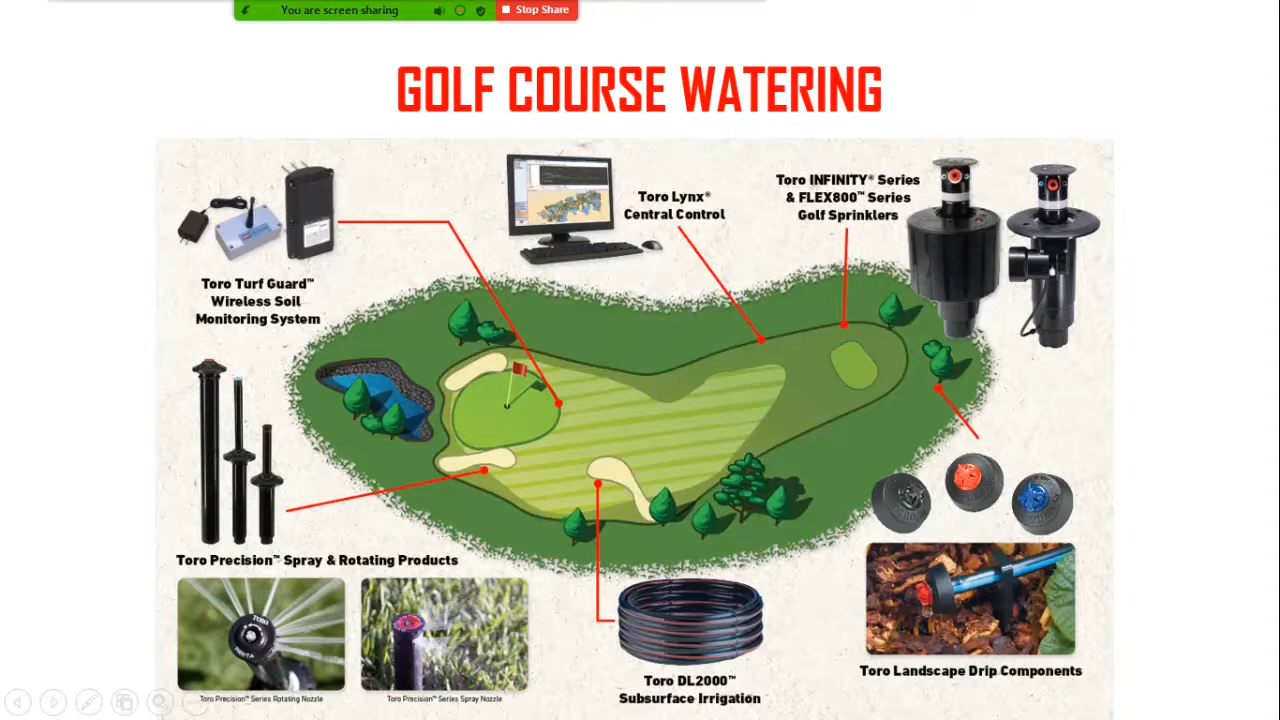 You are screen sharing
Stop Share
GOLF COURSE WATERING
Toro Lynx®
Central Control
Toro INFINITY® Series
& FLEX800™ Series
Golf Sprinklers
Toro Turf Guard™
Wireless Soil
Monitoring System
Toro Precision™ Spray & Rotating Products
TORO
Toro Precision™ Series Rotating Nozzle
Toro Precision™ Series Spray Nozzle
Toro DL2000™
Subsurface Irrigation
Toro Landscape Drip Components